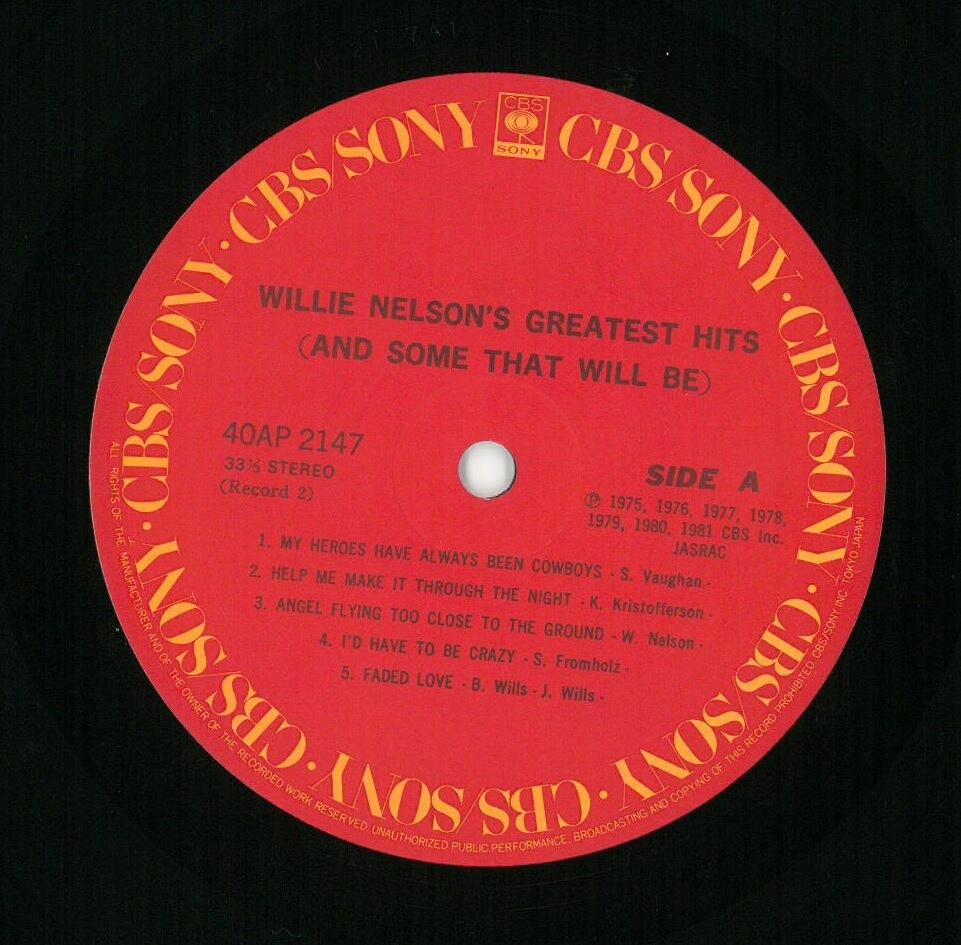 CBS
SONY
CBS/SONY · CBS/SONY · CBS/SONY · CBS/SONY · CBS/SONY · CBS/SONY · CBS/SONY · CBS/SONY
WILLIE NELSON'S GREATEST HITS
(AND SOME THAT WILL BE)
40AP 2147
33⅓ STEREO
(Record 2)
SIDE A
Ⓟ 1975, 1976, 1977, 1978,
1979, 1980, 1981 CBS Inc.
JASRAC
1. MY HEROES HAVE ALWAYS BEEN COWBOYS - S. Vaughan -
2. HELP ME MAKE IT THROUGH THE NIGHT - K. Kristofferson -
3. ANGEL FLYING TOO CLOSE TO THE GROUND - W. Nelson -
4. I'D HAVE TO BE CRAZY - S. Fromholz -
5. FADED LOVE - B. Wills - J. Wills -
ALL RIGHTS OF THE MANUFACTURER AND OF THE OWNER OF THE RECORDED WORK RESERVED. UNAUTHORIZED PUBLIC PERFORMANCE, BROADCASTING AND COPYING OF THIS RECORD PROHIBITED CBS/SONY INC. TOKYO JAPAN